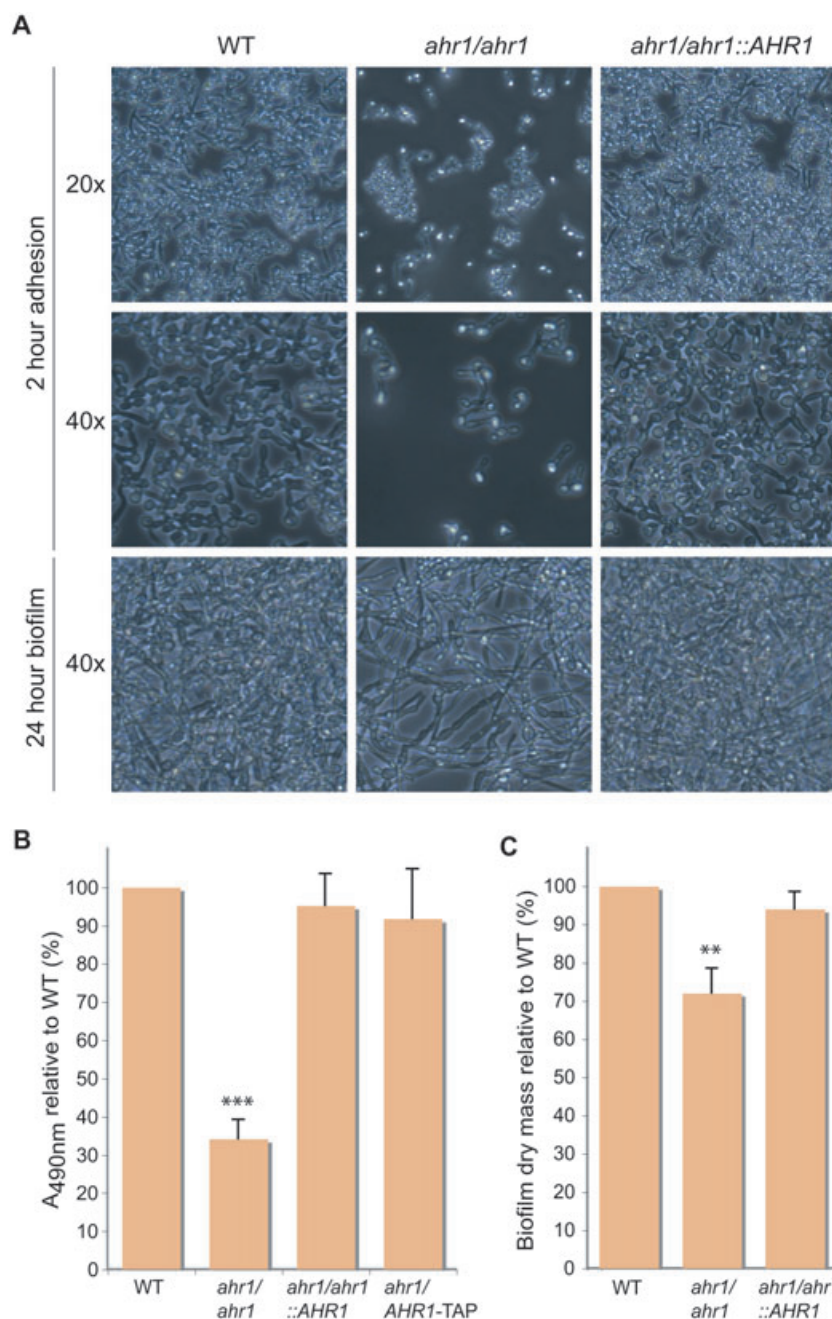 A
WT
ahr1/ahr1
ahr1/ahr1::AHR1
2 hour adhesion
20x
40x
24 hour biofilm
40x
B
A490nm relative to WT (%)
100
90
80
70
60
50
40
30
20
10
0
***
WT
ahr1/
ahr1
ahr1/ahr1
::AHR1
ahr1/
AHR1-TAP
C
Biofilm dry mass relative to WT (%)
100
90
80
70
60
50
40
30
20
10
0
**
WT
ahr1/
ahr1
ahr1/ahr
::AHR1